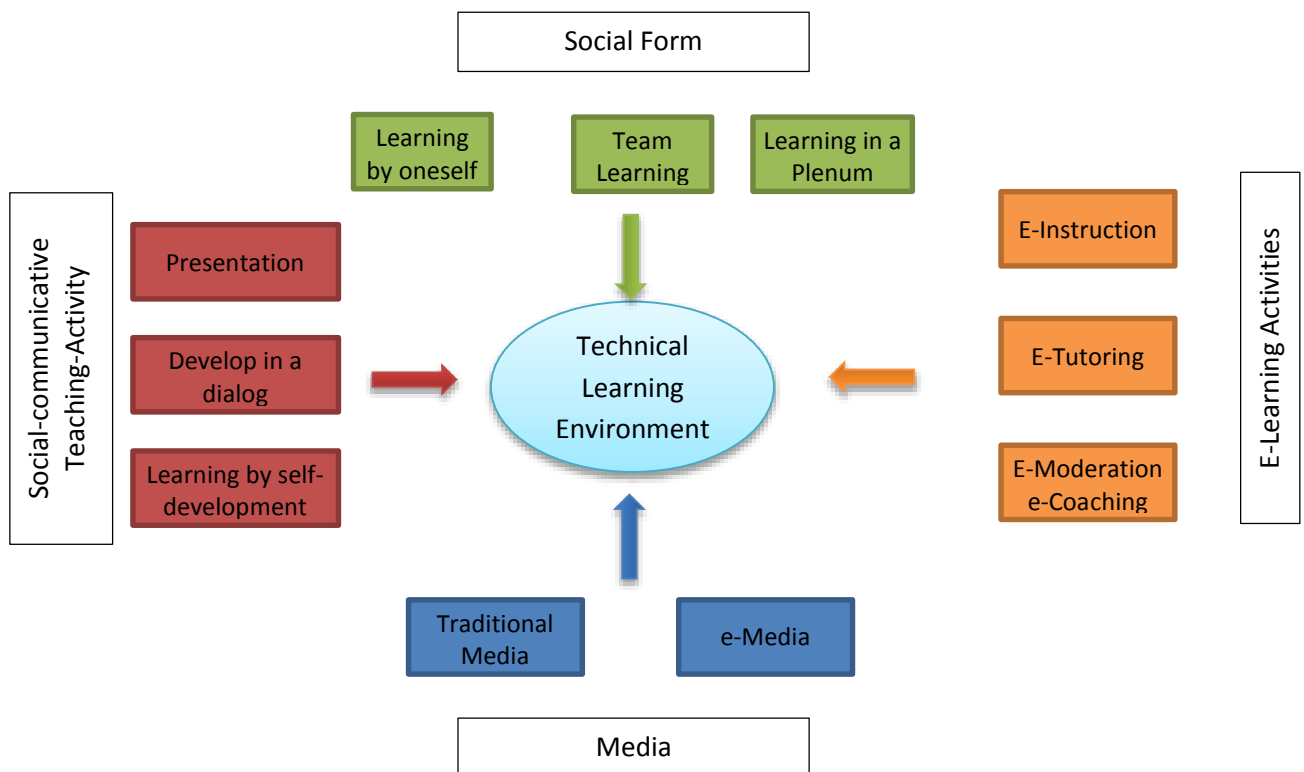 Social Form
Learning
by oneself
Team
Learning
Learning in a
Plenum
Social-communicative
Teaching-Activity
Presentation
Develop in a
dialog
Learning by self-
development
Technical
Learning
Environment
E-Instruction
E-Tutoring
E-Moderation
e-Coaching
E-Learning Activities
Traditional
Media
e-Media
Media